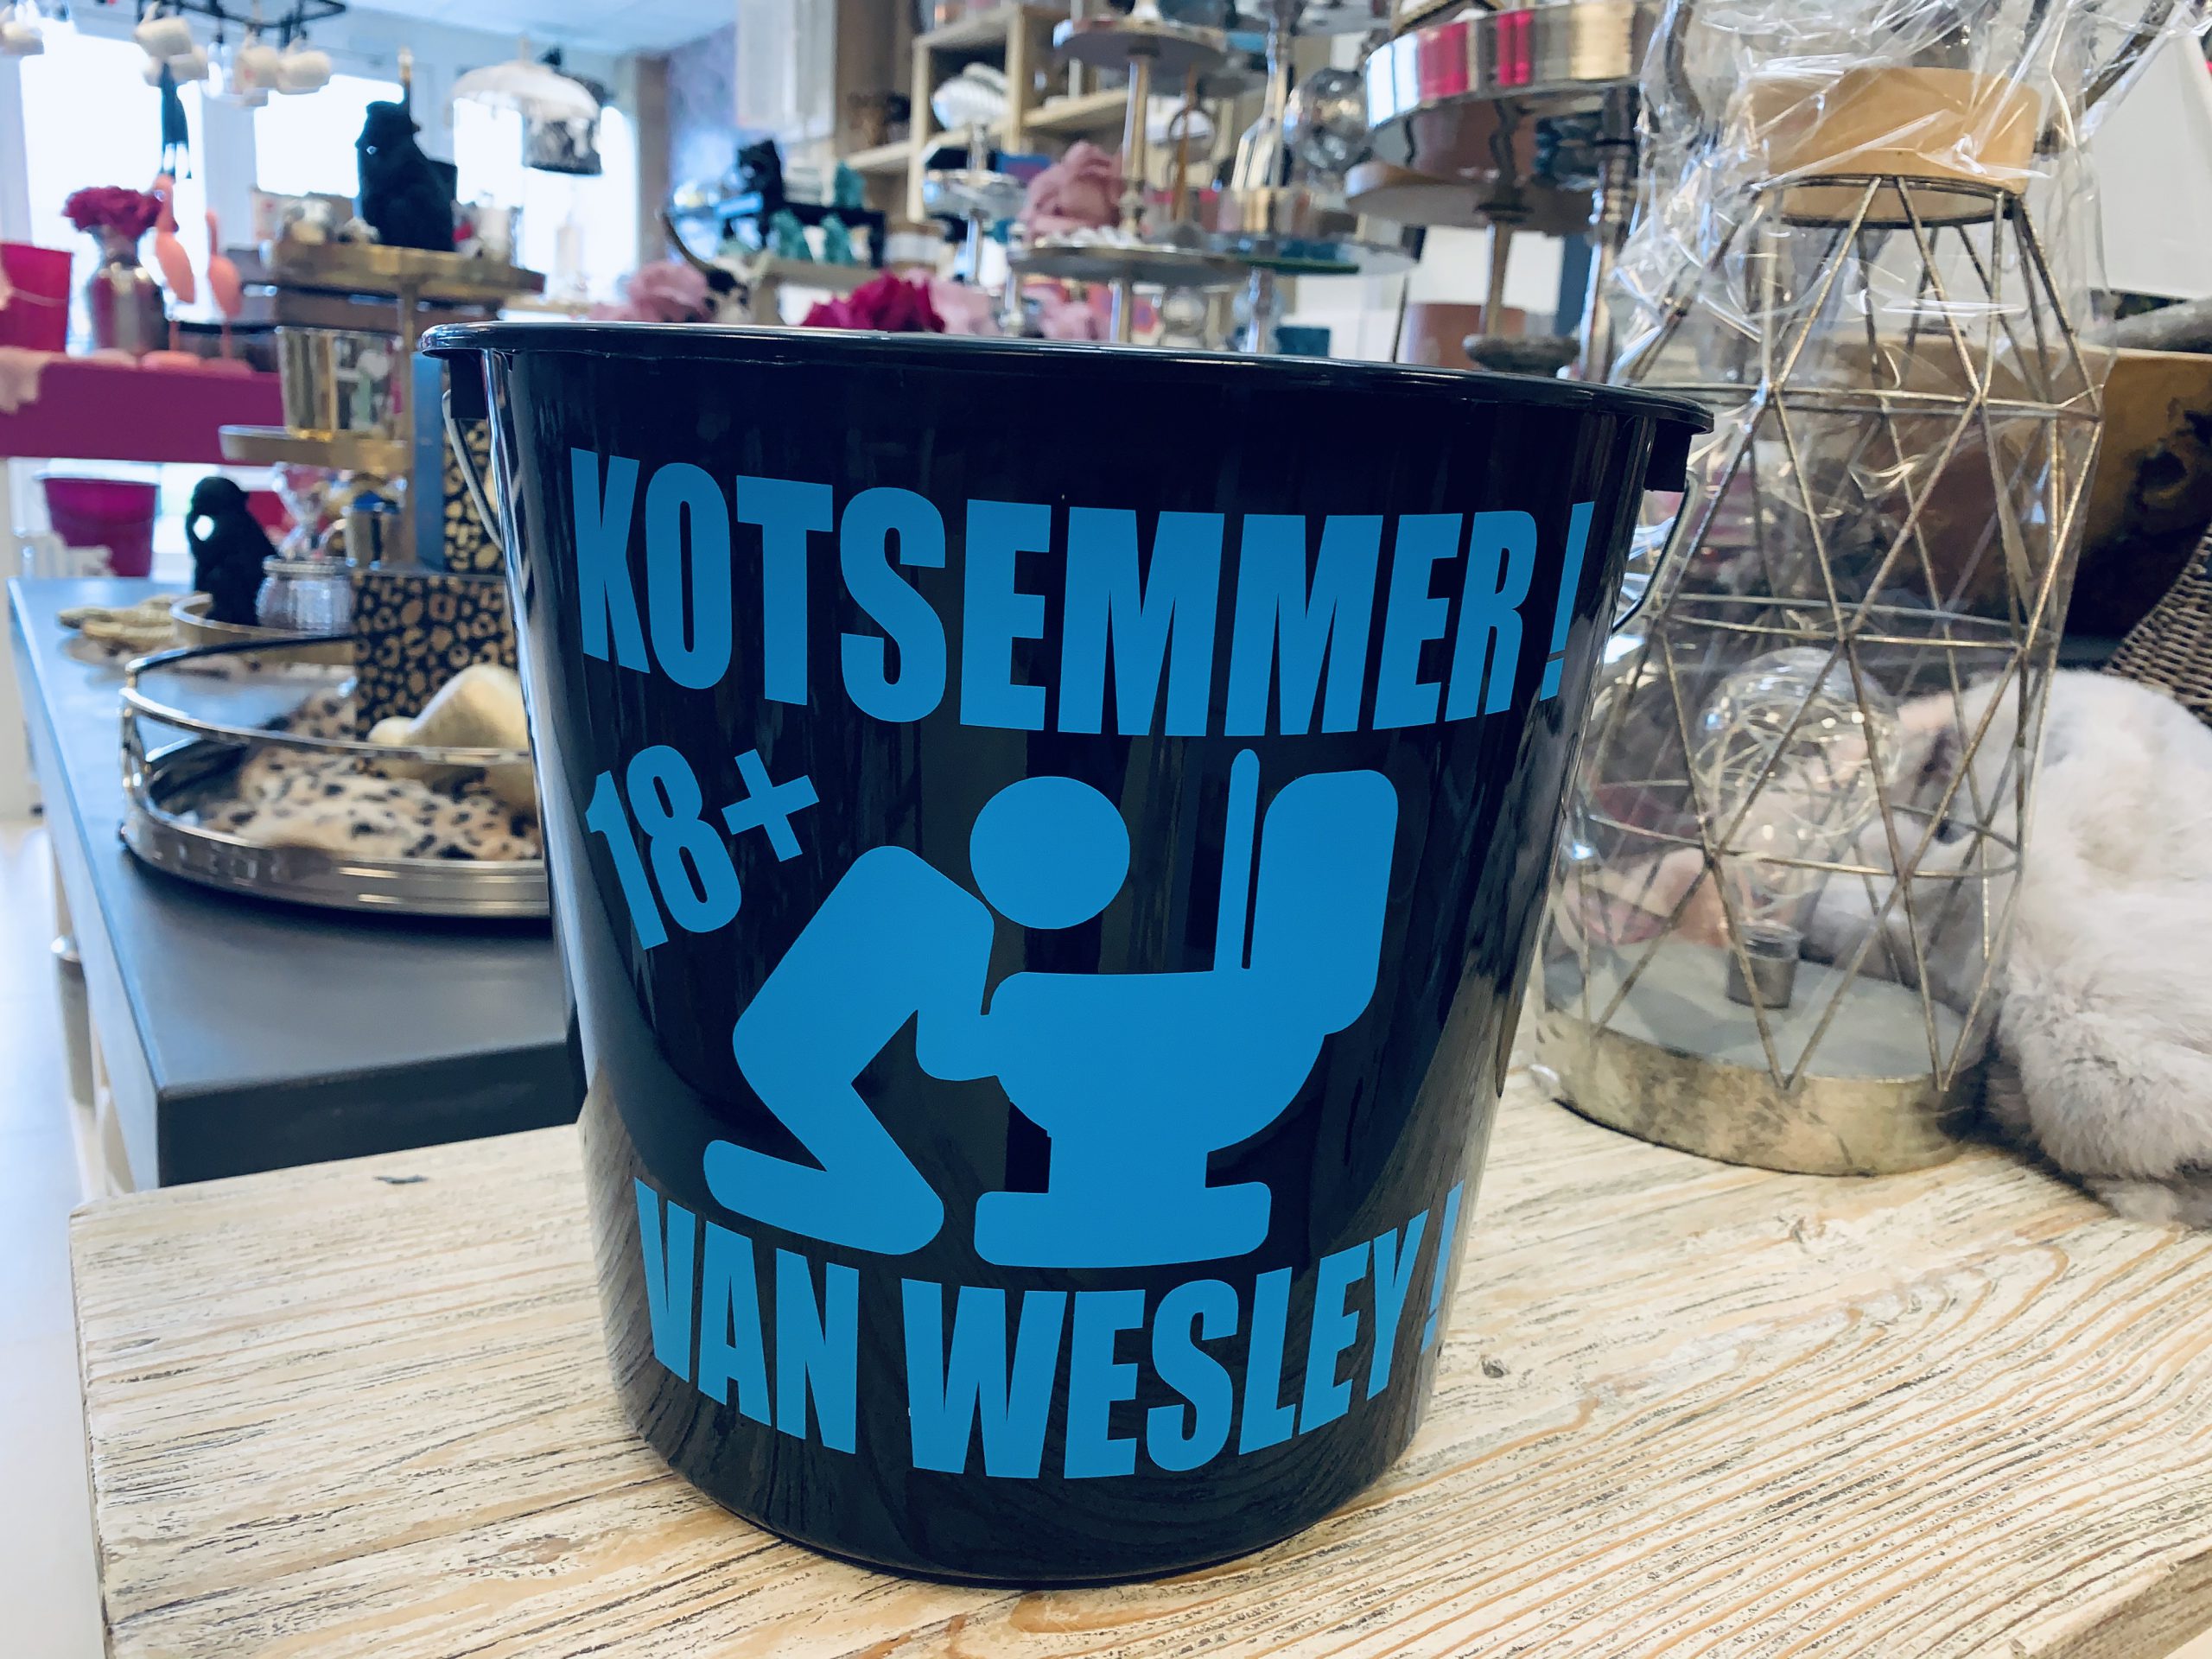 KOTSEMMER!
18+
VAN WESLEY!